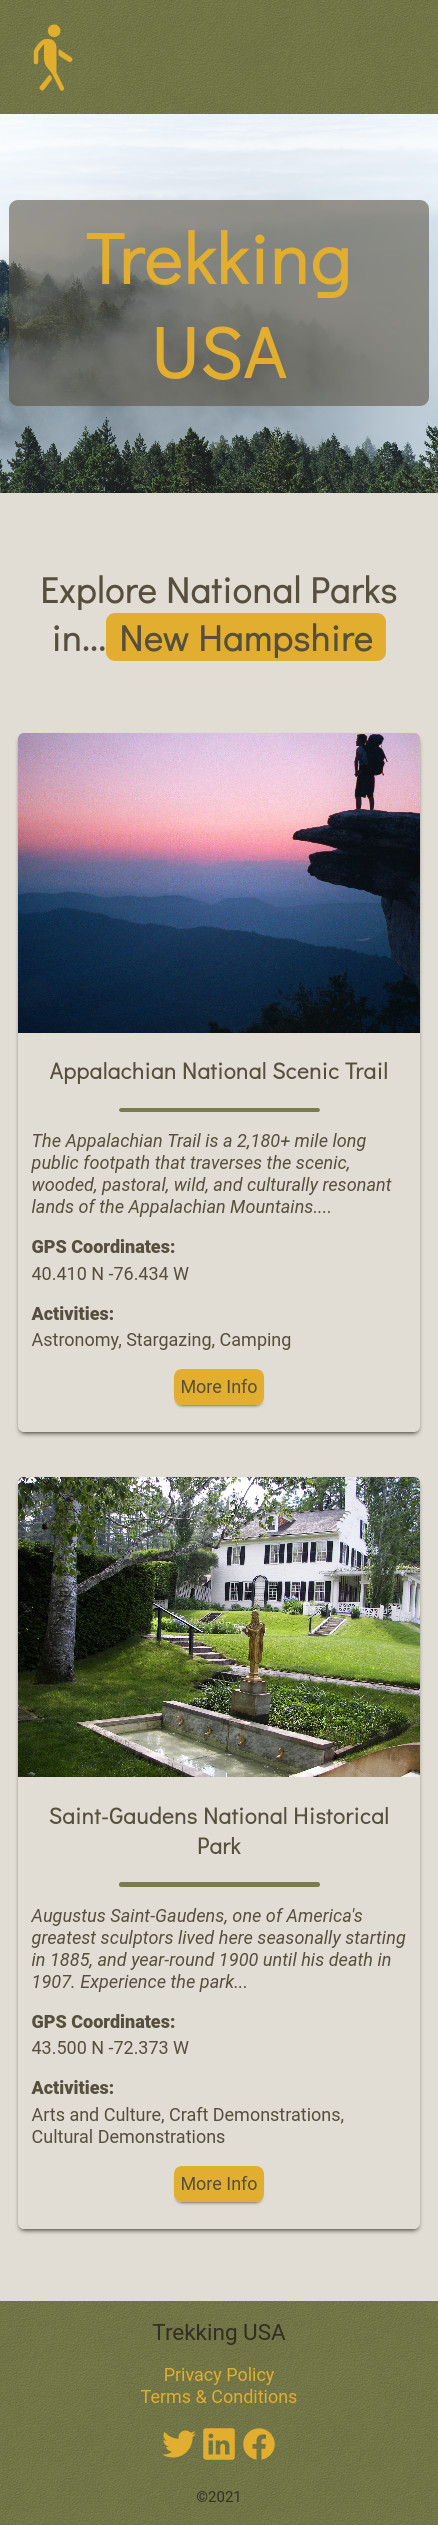 Trekking
USA
Explore National Parks
in... New Hampshire
Appalachian National Scenic Trail
The Appalachian Trail is a 2,180+ mile long
public footpath that traverses the scenic,
wooded, pastoral, wild, and culturally resonant
lands of the Appalachian Mountains....
GPS Coordinates:
40.410 N -76.434 W
Activities:
Astronomy, Stargazing, Camping
More Info
Saint-Gaudens National Historical
Park
Augustus Saint-Gaudens, one of America's
greatest sculptors lived here seasonally starting
in 1885, and year-round 1900 until his death in
1907. Experience the park...
GPS Coordinates:
43.500 N -72.373 W
Activities:
Arts and Culture, Craft Demonstrations,
Cultural Demonstrations
More Info
Trekking USA
Privacy Policy
Terms & Conditions
©2021